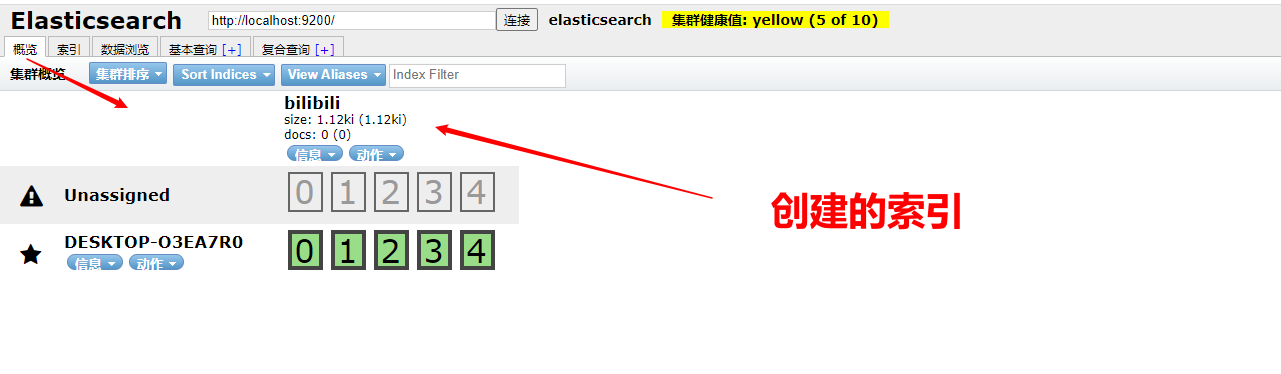 Elasticsearch http://localhost:9200/ 连接 elasticsearch 集群健康值: yellow (5 of 10)
概览 索引 数据浏览 基本查询 [+] 复合查询 [+]
集群概览 集群排序 Sort Indices View Aliases Index Filter
bilibili
size: 1.12ki (1.12ki)
docs: 0 (0)
信息 动作
Unassigned 0 1 2 3 4
创建的索引
DESKTOP-O3EA7R0 0 1 2 3 4
信息 动作